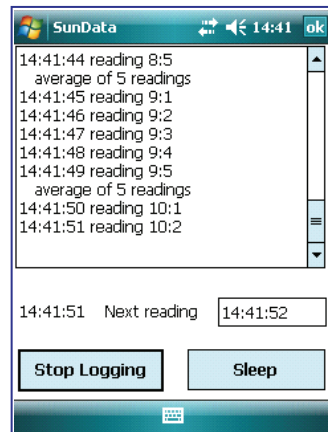 SunData 14:41 ok
14:41:44 reading 8:5
average of 5 readings
14:41:45 reading 9:1
14:41:46 reading 9:2
14:41:47 reading 9:3
14:41:48 reading 9:4
14:41:49 reading 9:5
average of 5 readings
14:41:50 reading 10:1
14:41:51 reading 10:2
14:41:51 Next reading 14:41:52
Stop Logging Sleep